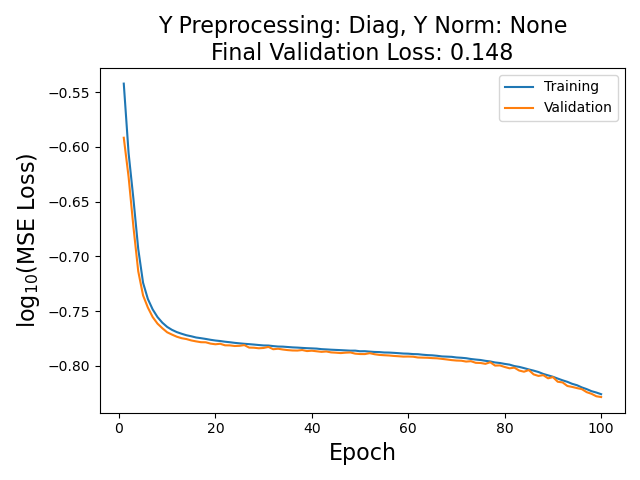 Y Preprocessing: Diag, Y Norm: None
Final Validation Loss: 0.148
Training
Validation
−0.55
−0.60
−0.65
−0.70
−0.75
−0.80
log₁₀(MSE Loss)
0
20
40
60
80
100
Epoch